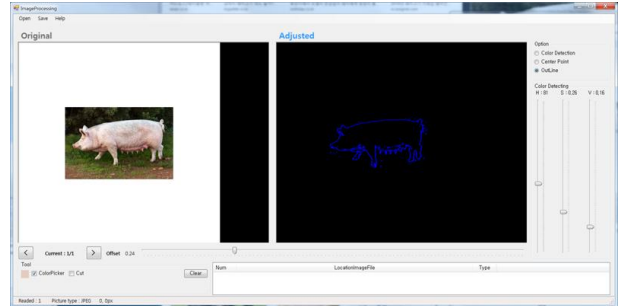 ImageProcessing
Open Save Help
Original
Adjusted
Option
Color Detection
Center Point
OutLine
Color Detecting
H : 81 S : 0,26 V : 0,16
< Current : 1/1 > Offset 0.24
Tool
ColorPicker Cut Clear
Num LocationImageFile Type
Readed : 1 Picture type : JPEG 0, 0px